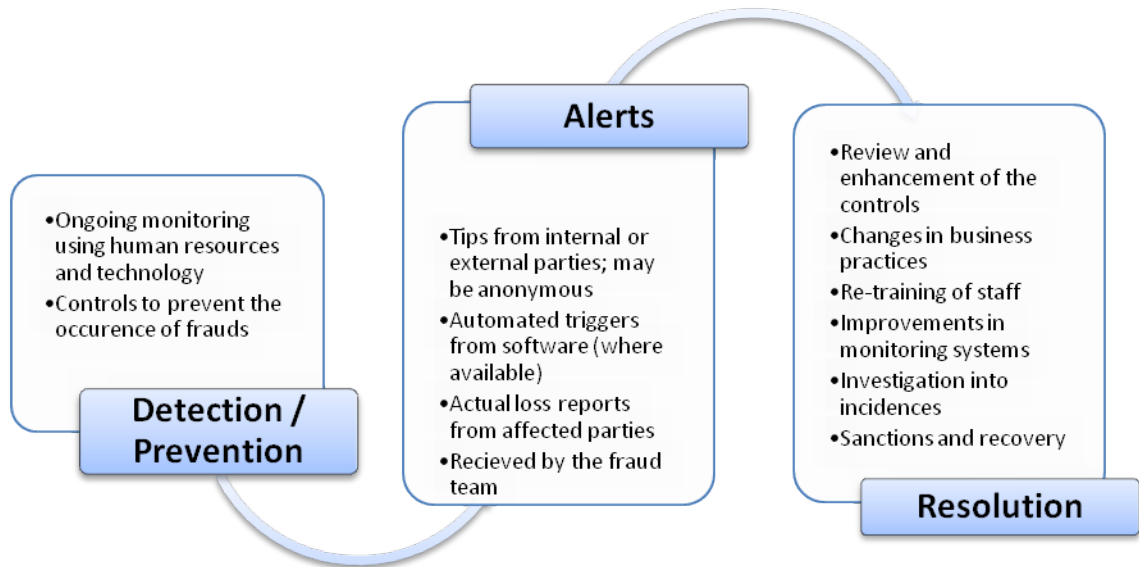 •Ongoing monitoring
using human resources
and technology
•Controls to prevent the
occurence of frauds
Detection /
Prevention
Alerts
•Tips from internal or
external parties; may
be anonymous
•Automated triggers
from software (where
available)
•Actual loss reports
from affected parties
•Recieved by the fraud
team
•Review and
enhancement of the
controls
•Changes in business
practices
•Re-training of staff
•Improvements in
monitoring systems
•Investigation into
incidences
•Sanctions and recovery
Resolution